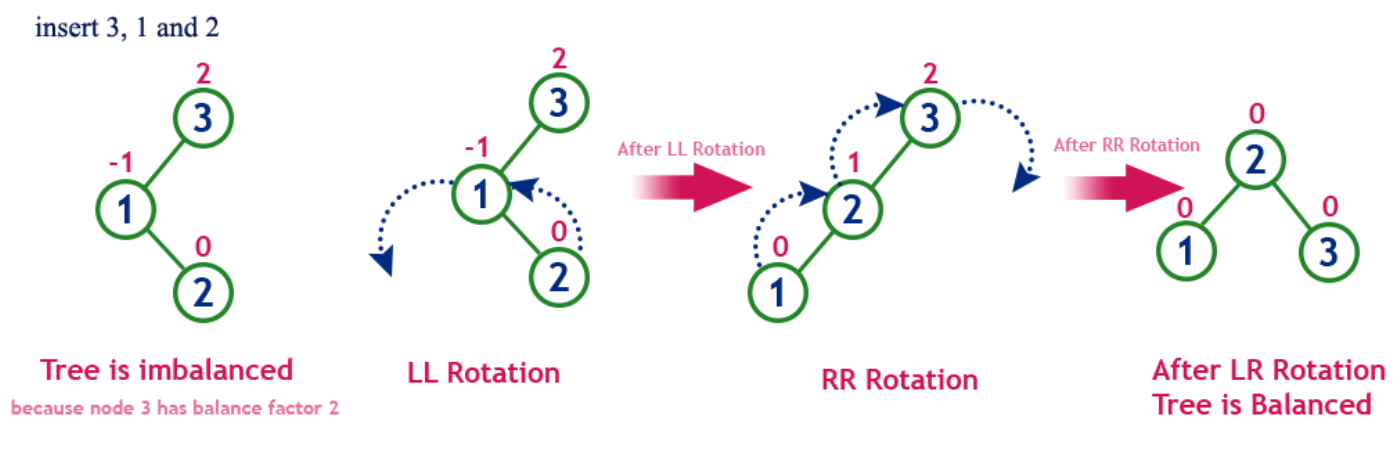 insert 3, 1 and 2
2
3
-1
1
0
2
Tree is imbalanced
because node 3 has balance factor 2
2
3
-1
1
0
2
LL Rotation
After LL Rotation
2
3
1
2
0
1
RR Rotation
After RR Rotation
0
2
0
1
0
3
After LR Rotation
Tree is Balanced